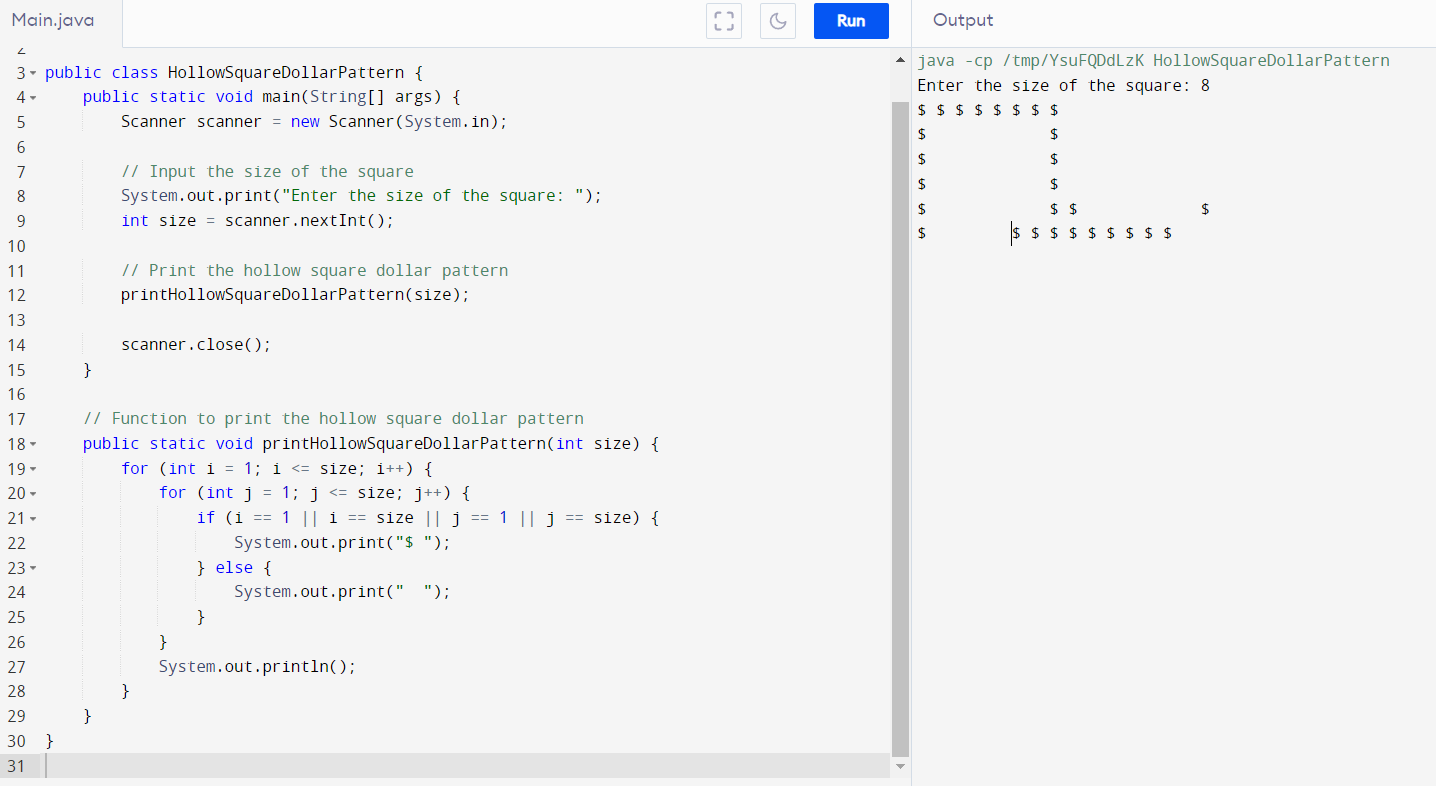 Main.java
Run
Output
2
3 public class HollowSquareDollarPattern {
4     public static void main(String[] args) {
5         Scanner scanner = new Scanner(System.in);
6
7         // Input the size of the square
8         System.out.print("Enter the size of the square: ");
9         int size = scanner.nextInt();
10
11         // Print the hollow square dollar pattern
12         printHollowSquareDollarPattern(size);
13
14         scanner.close();
15     }
16
17     // Function to print the hollow square dollar pattern
18     public static void printHollowSquareDollarPattern(int size) {
19         for (int i = 1; i <= size; i++) {
20             for (int j = 1; j <= size; j++) {
21                 if (i == 1 || i == size || j == 1 || j == size) {
22                     System.out.print("$ ");
23                 } else {
24                     System.out.print("  ");
25                 }
26             }
27             System.out.println();
28         }
29     }
30 }
31
java -cp /tmp/YsuFQDdLzK HollowSquareDollarPattern
Enter the size of the square: 8
$ $ $ $ $ $ $ $
$             $
$             $
$             $
$             $ $             $
$         $ $ $ $ $ $ $ $ $